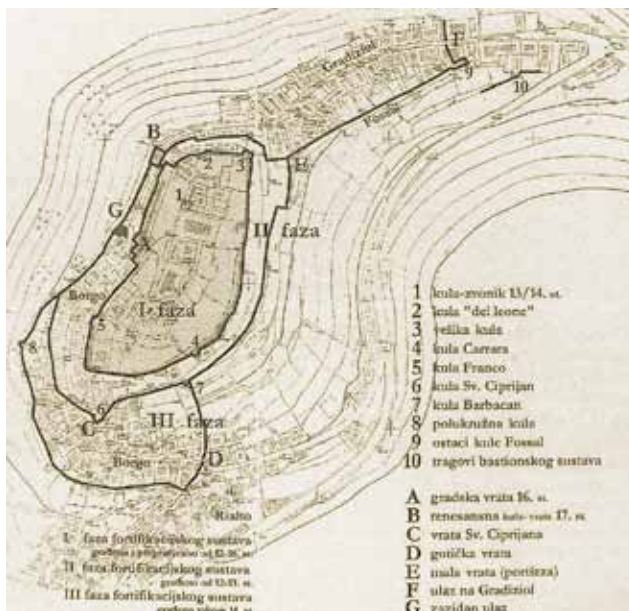 F
Gradiziol
9
10
Fossal
B
2
3
E
1
G
II faza
A
Borgo
I faza
5
8
4
7
6
C
III faza
Borgo
D
Rialto
1 kula-zvonik 13/14. st.
2 kula "del leone"
3 velika kula
4 kula Carrara
5 kula Franco
6 kula Sv. Ciprijan
7 kula Barbacan
8 polukružna kula
9 ostaci kule Fossal
10 tragovi bastionskog sustava
A gradska vrata 16. st.
B renesansna kula-vrata 17. st.
C vrata Sv. Ciprijana
D gotička vrata
E mala vrata (portizza)
F ulaz na Gradiziol
G zazidan ulaz
I faza fortifikacijskog sustava
II faza fortifikacijskog sustava
III faza fortifikacijskog sustava